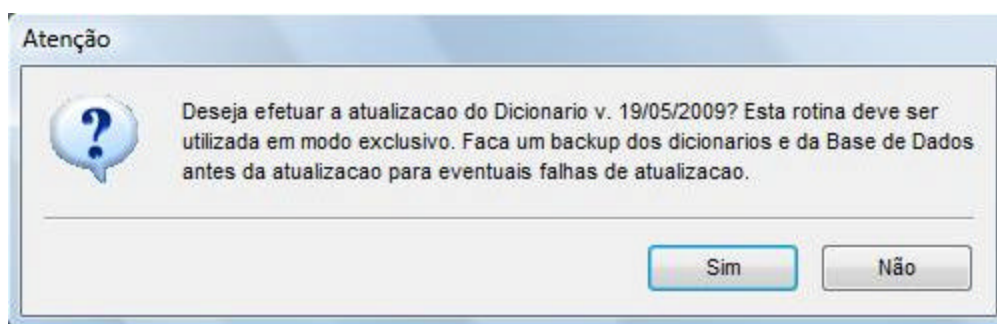 Atenção
Deseja efetuar a atualizacao do Dicionario v. 19/05/2009? Esta rotina deve ser
utilizada em modo exclusivo. Faca um backup dos dicionarios e da Base de Dados
antes da atualizacao para eventuais falhas de atualizacao.
Sim
Não